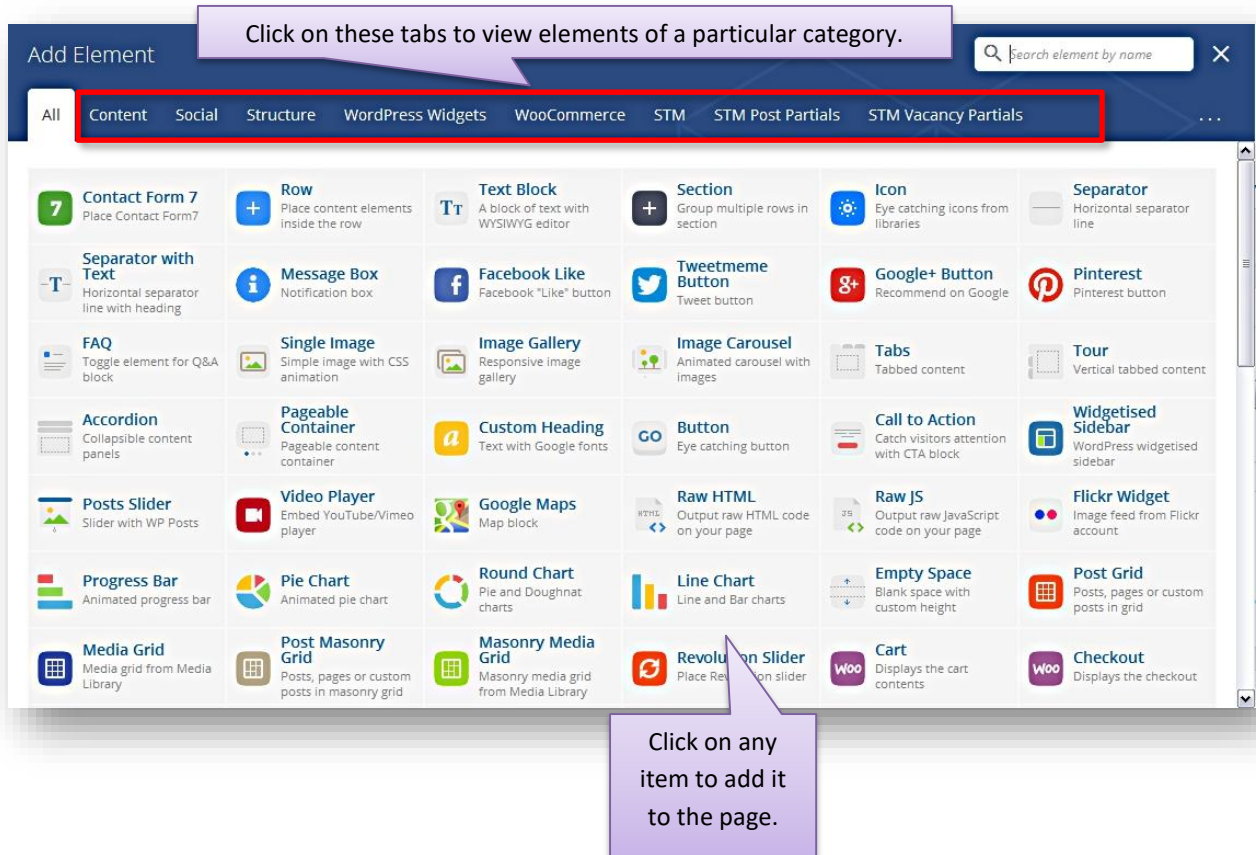 Click on these tabs to view elements of a particular category.
Add Element
Search element by name
All
Content
Social
Structure
WordPress Widgets
WooCommerce
STM
STM Post Partials
STM Vacancy Partials
...
7
Contact Form 7
Place Contact Form7
Row
Place content elements
inside the row
TT
Text Block
A block of text with
WYSIWYG editor
Section
Group multiple rows in
section
Icon
Eye catching icons from
libraries
Separator
Horizontal separator
line
-T-
Separator with
Text
Horizontal separator
line with heading
i
Message Box
Notification box
f
Facebook Like
Facebook "Like" button
Tweetmeme
Button
Tweet button
g+
Google+ Button
Recommend on Google
Pinterest
Pinterest button
FAQ
Toggle element for Q&A
block
Single Image
Simple image with CSS
animation
Image Gallery
Responsive image
gallery
Image Carousel
Animated carousel with
images
Tabs
Tabbed content
Tour
Vertical tabbed content
Accordion
Collapsible content
panels
Pageable
Container
Pageable content
container
a
Custom Heading
Text with Google fonts
GO
Button
Eye catching button
Call to Action
Catch visitors attention
with CTA block
Widgetised
Sidebar
WordPress widgetised
sidebar
Posts Slider
Slider with WP Posts
Video Player
Embed YouTube/Vimeo
player
Google Maps
Map block
HTML
Raw HTML
Output raw HTML code
on your page
JS
Raw JS
Output raw JavaScript
code on your page
Flickr Widget
Image feed from Flickr
account
Progress Bar
Animated progress bar
Pie Chart
Animated pie chart
Round Chart
Pie and Doughnat
charts
Line Chart
Line and Bar charts
Empty Space
Blank space with
custom height
Post Grid
Posts, pages or custom
posts in grid
Media Grid
Media grid from Media
Library
Post Masonry
Grid
Posts, pages or custom
posts in masonry grid
Masonry Media
Grid
Masonry media grid
from Media Library
Revolution Slider
Place Revolution slider
Woo
Cart
Displays the cart
contents
Woo
Checkout
Displays the checkout
Click on any
item to add it
to the page.